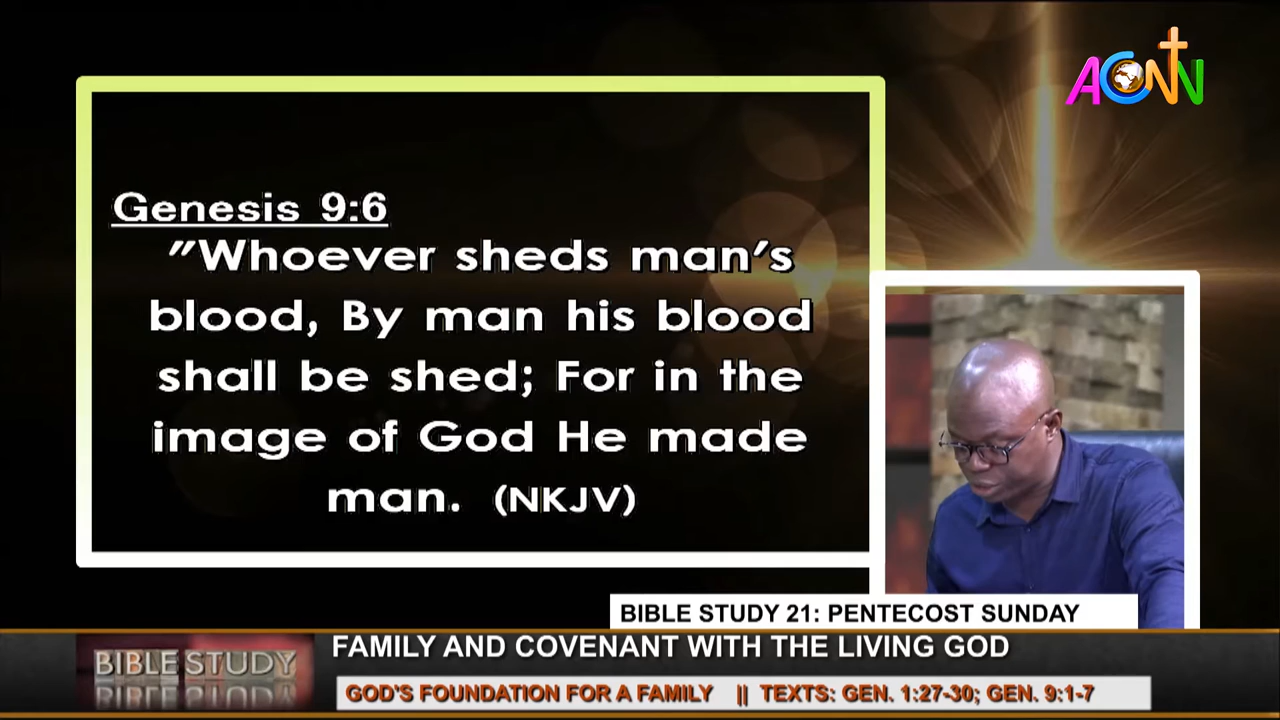 ACNN
Genesis 9:6
"Whoever sheds man's
blood, By man his blood
shall be shed; For in the
image of God He made
man. (NKJV)
BIBLE STUDY 21: PENTECOST SUNDAY
BIBLE STUDY
FAMILY AND COVENANT WITH THE LIVING GOD
GOD'S FOUNDATION FOR A FAMILY || TEXTS: GEN. 1:27-30; GEN. 9:1-7